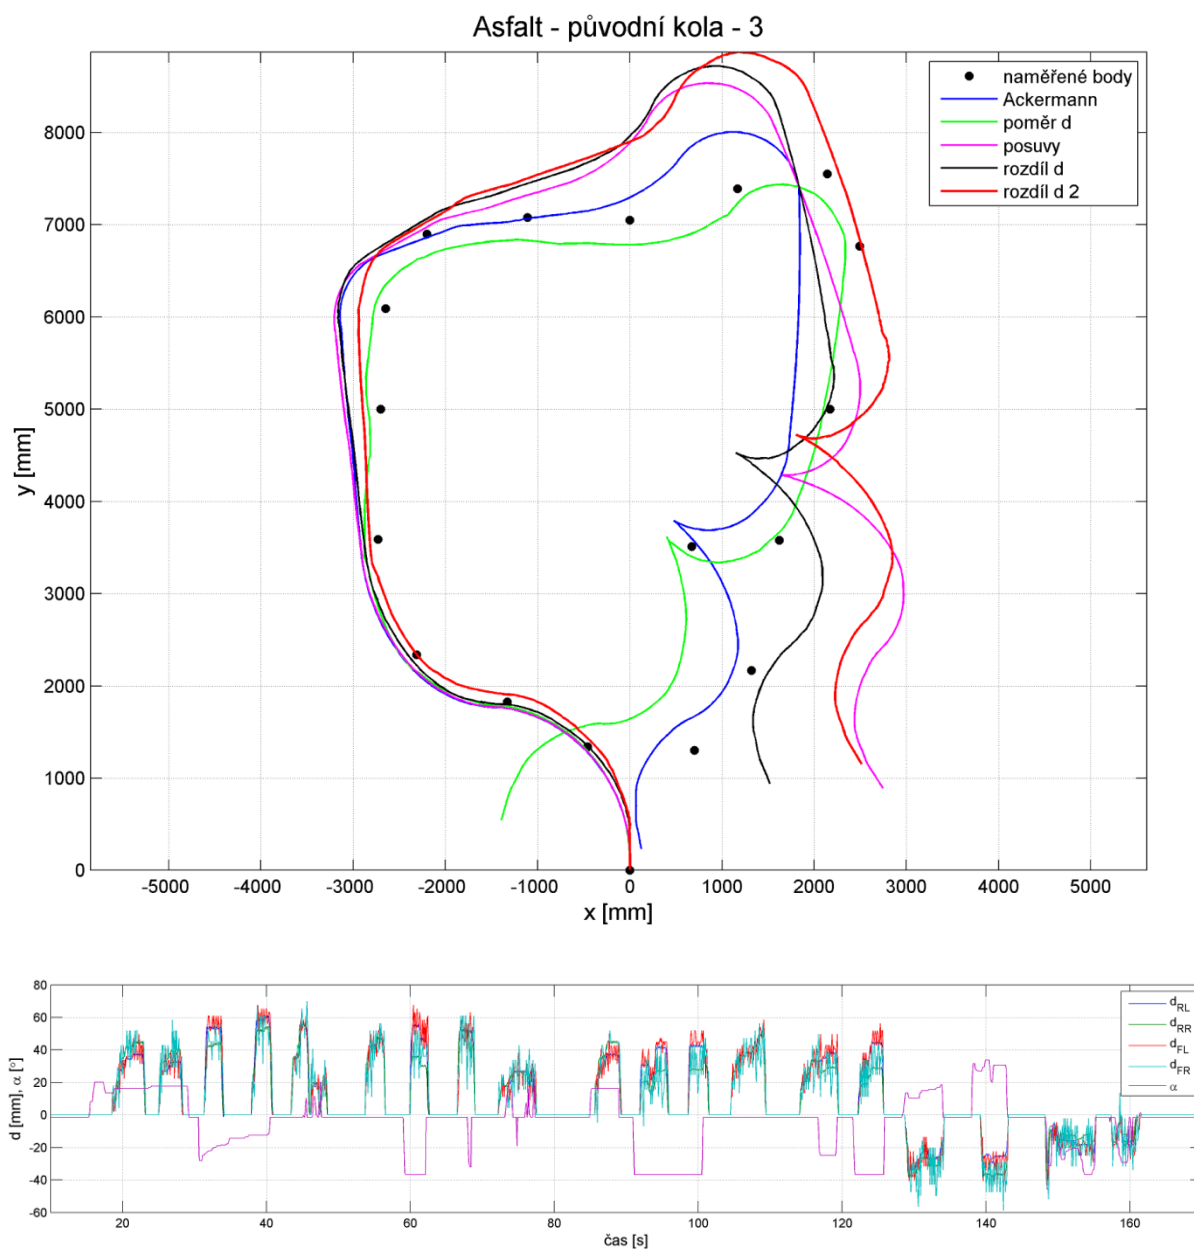 Asfalt - původní kola - 3
naměřené body
Ackermann
poměr d
posuvy
rozdíl d
rozdíl d 2
8000
7000
6000
5000
4000
3000
2000
1000
0
y [mm]
-5000 -4000 -3000 -2000 -1000 0 1000 2000 3000 4000 5000
x [mm]
80
60
40
20
0
-20
-40
-60
d [mm], α [°]
d_RL
d_RR
d_FL
d_FR
α
20 40 60 80 100 120 140 160
čas [s]